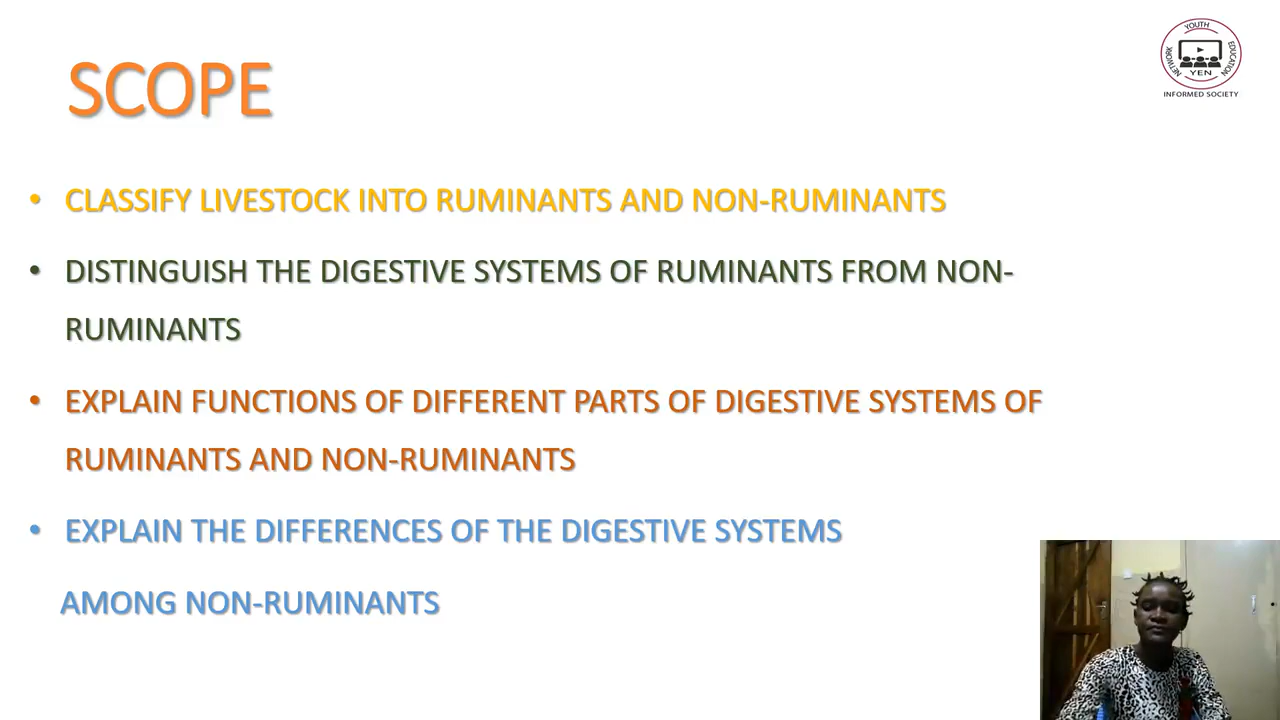 SCOPE
YOUTH
EDUCATION
NETWORK
YEN
INFORMED SOCIETY
• CLASSIFY LIVESTOCK INTO RUMINANTS AND NON-RUMINANTS
• DISTINGUISH THE DIGESTIVE SYSTEMS OF RUMINANTS FROM NON-
RUMINANTS
• EXPLAIN FUNCTIONS OF DIFFERENT PARTS OF DIGESTIVE SYSTEMS OF
RUMINANTS AND NON-RUMINANTS
• EXPLAIN THE DIFFERENCES OF THE DIGESTIVE SYSTEMS
AMONG NON-RUMINANTS